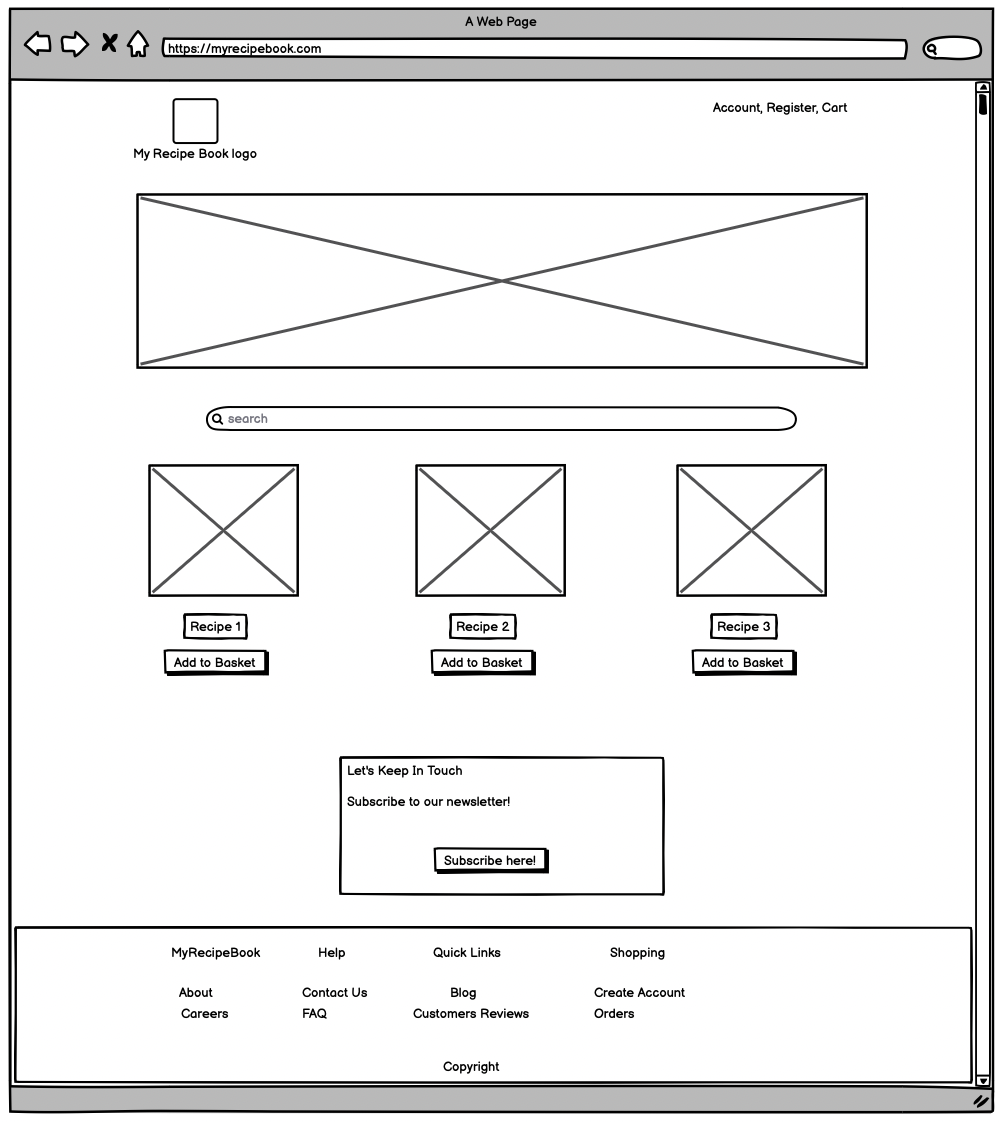 A Web Page
https://myrecipebook.com
Account, Register, Cart
My Recipe Book logo
search
Recipe 1
Recipe 2
Recipe 3
Add to Basket
Add to Basket
Add to Basket
Let's Keep In Touch
Subscribe to our newsletter!
Subscribe here!
MyRecipeBook
Help
Quick Links
Shopping
About
Contact Us
Blog
Create Account
Careers
FAQ
Customers Reviews
Orders
Copyright